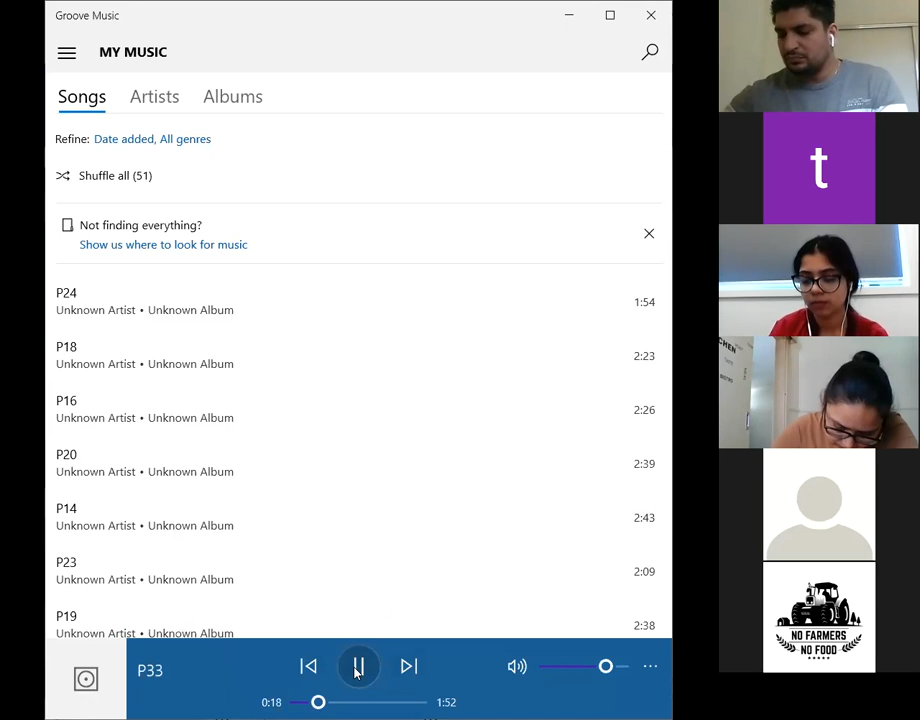 Groove Music
MY MUSIC
Songs Artists Albums
Refine: Date added, All genres
Shuffle all (51)
Not finding everything?
Show us where to look for music
P24
Unknown Artist • Unknown Album
1:54
P18
Unknown Artist • Unknown Album
2:23
P16
Unknown Artist • Unknown Album
2:26
P20
Unknown Artist • Unknown Album
2:39
P14
Unknown Artist • Unknown Album
2:43
P23
Unknown Artist • Unknown Album
2:09
P19
Unknown Artist • Unknown Album
2:38
P33
0:18 1:52
t
NO FARMERS
NO FOOD